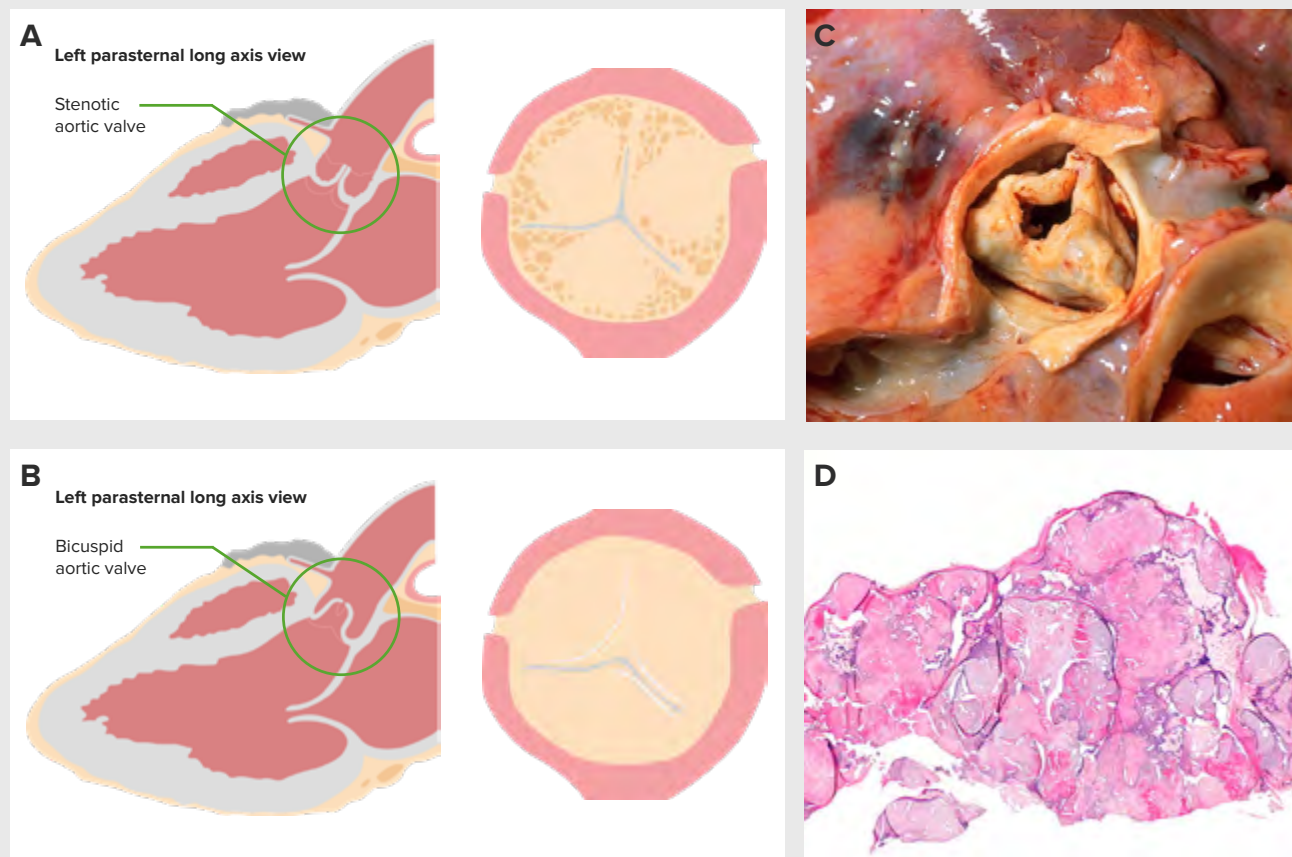 A
Left parasternal long axis view
Stenotic
aortic valve
C
B
Left parasternal long axis view
Bicuspid
aortic valve
D